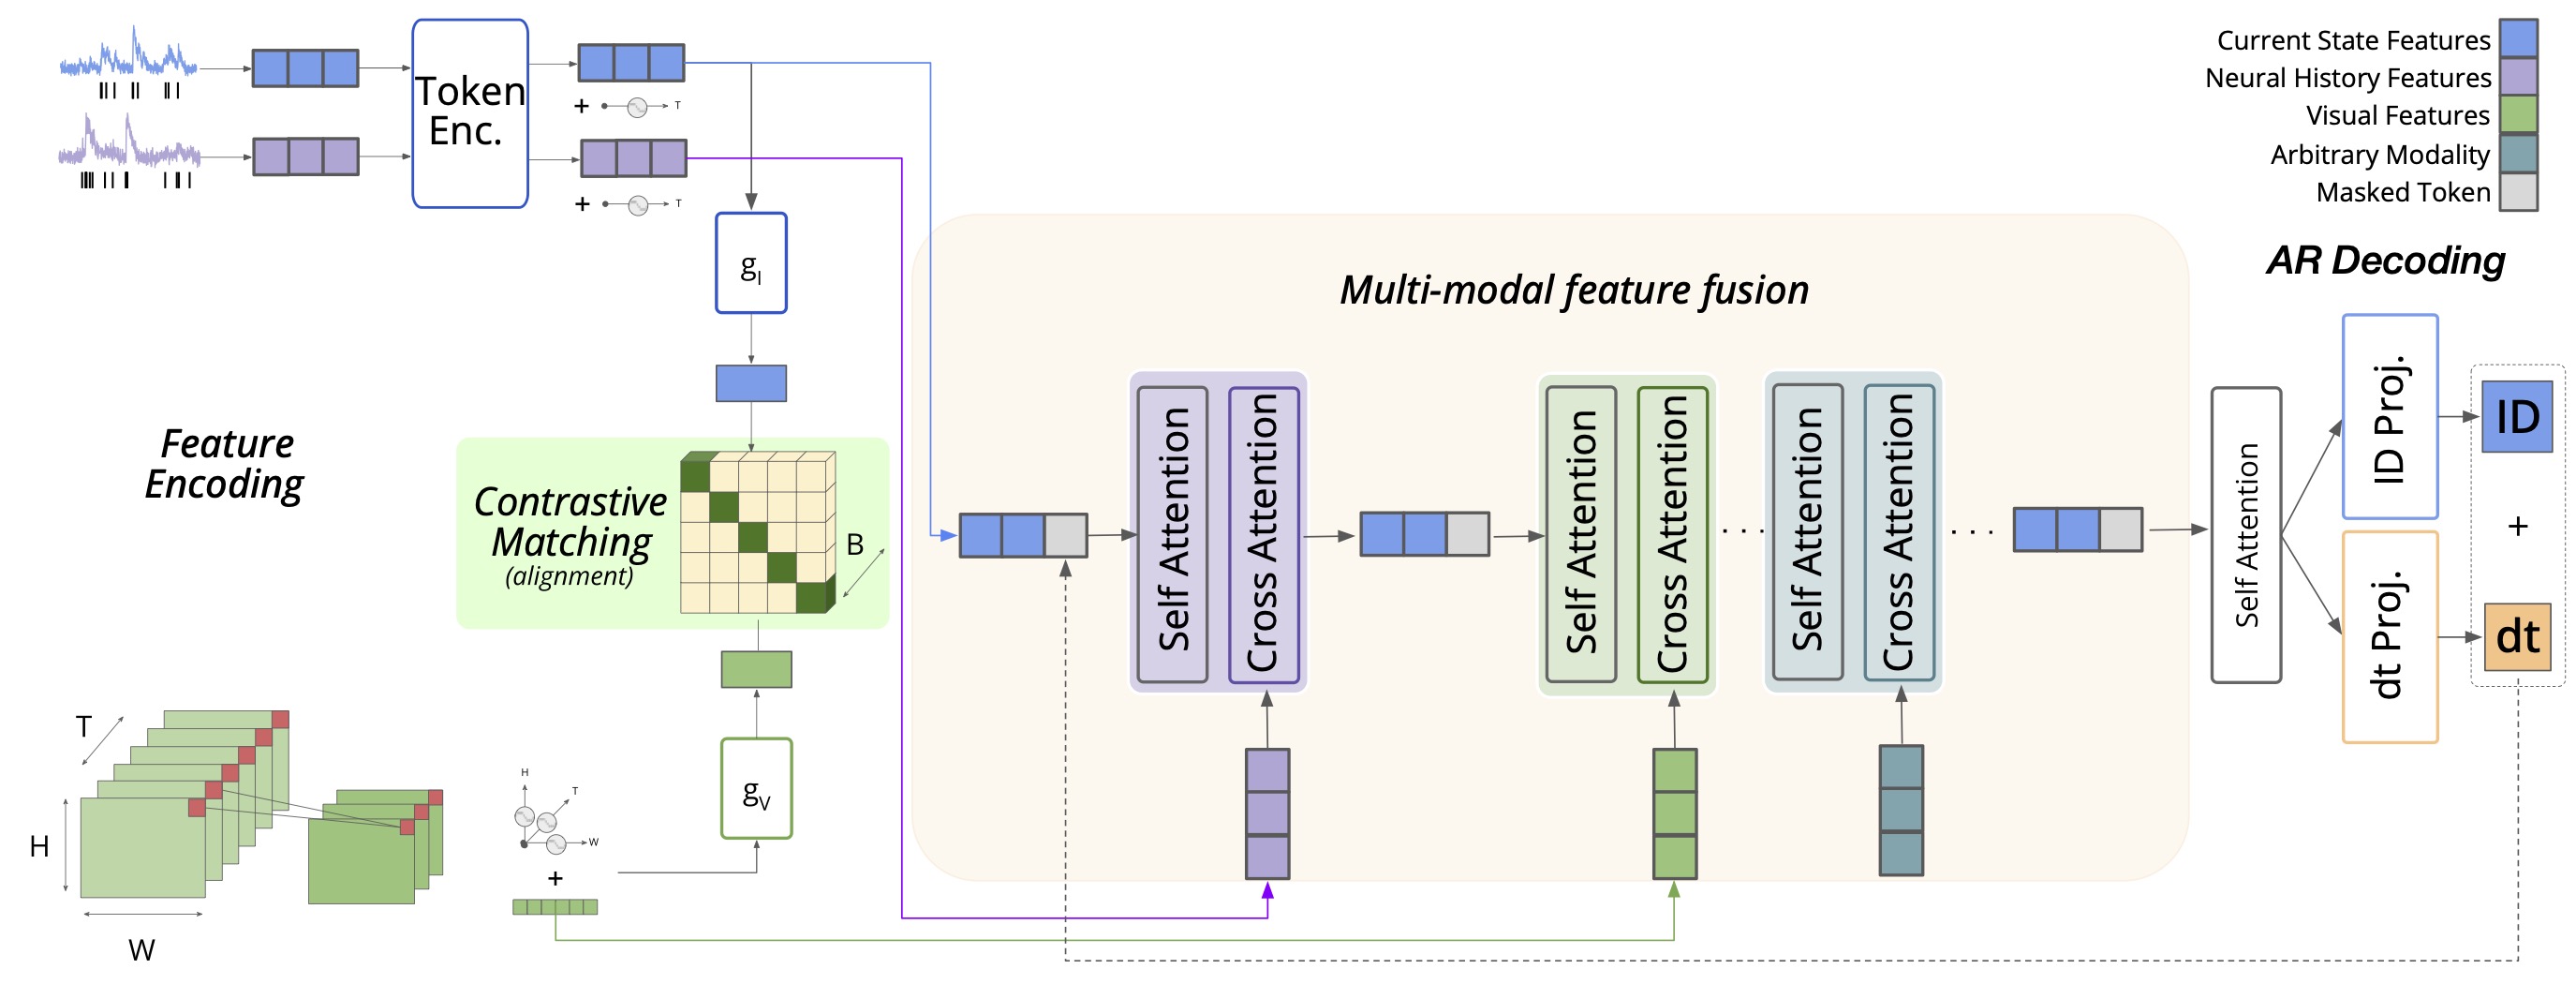 Current State Features
Neural History Features
Visual Features
Arbitrary Modality
Masked Token
Token
Enc.
+
T
+
T
g_I
Feature
Encoding
Contrastive
Matching
(alignment)
B
g_V
T
H
W
H
T
W
+
Multi-modal feature fusion
Self Attention
Cross Attention
Self Attention
Cross Attention
. . .
Self Attention
Cross Attention
. . .
AR Decoding
Self Attention
ID Proj.
dt Proj.
ID
+
dt